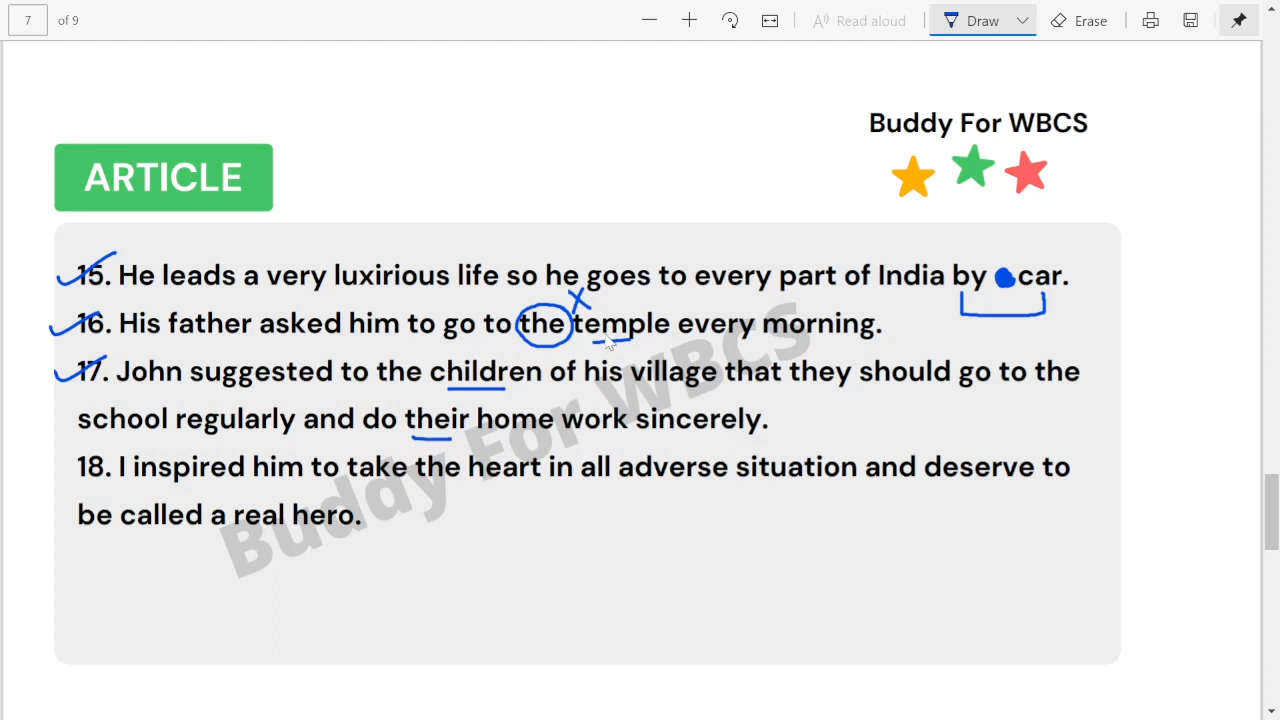 7 of 9 Read aloud Draw Erase
Buddy For WBCS
ARTICLE
15. He leads a very luxirious life so he goes to every part of India by car.
16. His father asked him to go to the temple every morning.
17. John suggested to the children of his village that they should go to the
school regularly and do their home work sincerely.
18. I inspired him to take the heart in all adverse situation and deserve to
be called a real hero.
Buddy For WBCS